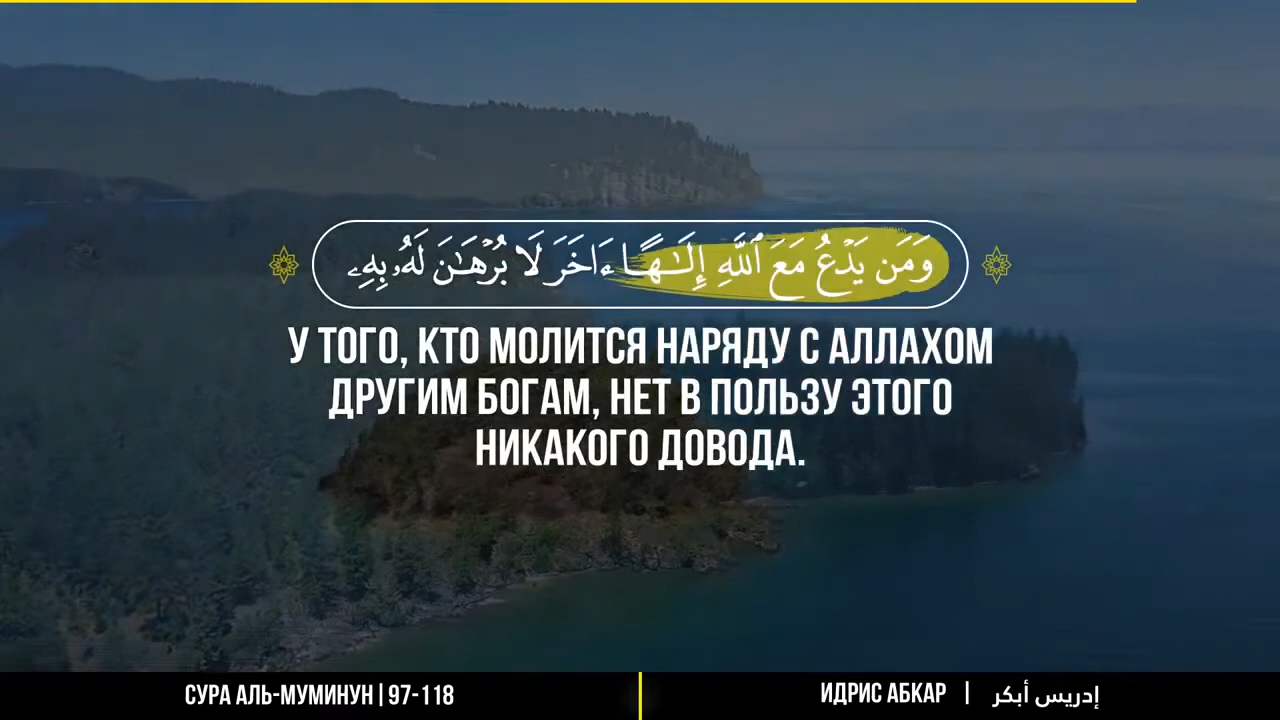 وَمَن يَدْعُ مَعَ ٱللَّهِ إِلَـٰهًا ءَاخَرَ لَا بُرْهَـٰنَ لَهُۥ بِهِۦ
У ТОГО, КТО МОЛИТСЯ НАРЯДУ С АЛЛАХОМ
ДРУГИМ БОГАМ, НЕТ В ПОЛЬЗУ ЭТОГО
НИКАКОГО ДОВОДА.
СУРА АЛЬ-МУМИНУН | 97-118
ИДРИС АБКАР | إدريس أبكر